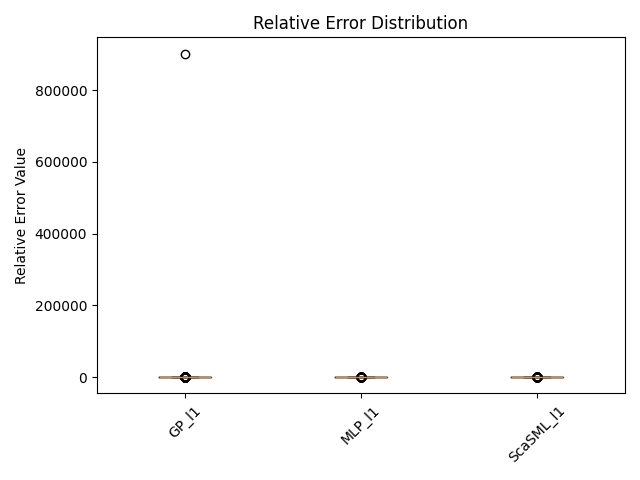 Relative Error Distribution
Relative Error Value
800000
600000
400000
200000
0
GP_l1
MLP_l1
ScaSML_l1